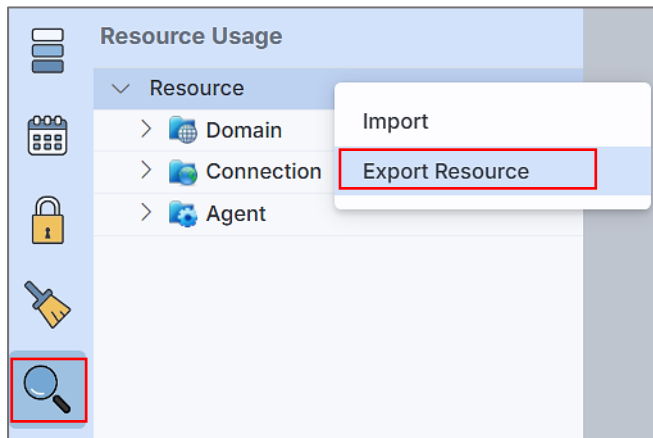 Resource Usage
Resource
Import
Domain
Connection
Export Resource
Agent